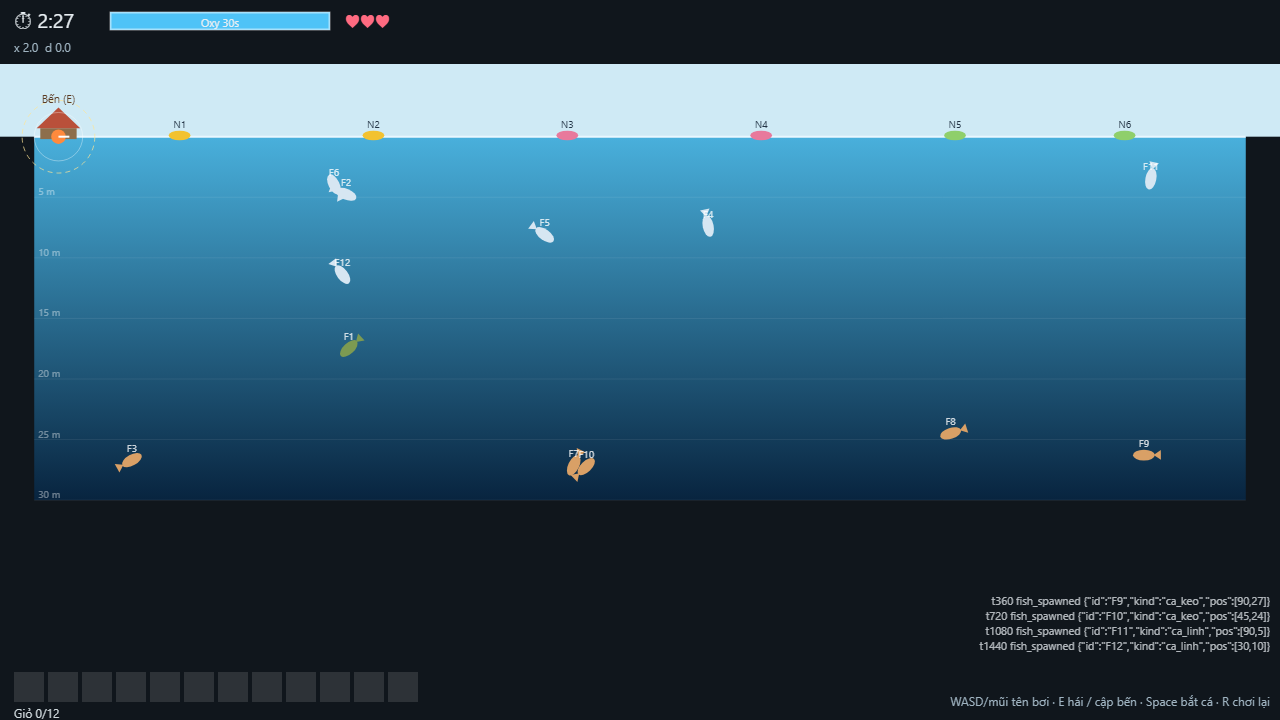 2:27
Oxy 30s
x 2.0 d 0.0
Bến (E)
N1
N2
N3
N4
N5
N6
F6
F2
5 m
F5
10 m
F12
15 m
F1
20 m
F8
25 m
F3
F10
F9
30 m
t360 fish_spawned {"id":"F9","kind":"ca_keo","pos":[90,27]}
t720 fish_spawned {"id":"F10","kind":"ca_keo","pos":[45,24]}
t1080 fish_spawned {"id":"F11","kind":"ca_linh","pos":[90,5]}
t1440 fish_spawned {"id":"F12","kind":"ca_linh","pos":[30,10]}
WASD/mũi tên bơi · E hái / cập bến · Space bắt cá · R chơi lại
Giỏ 0/12